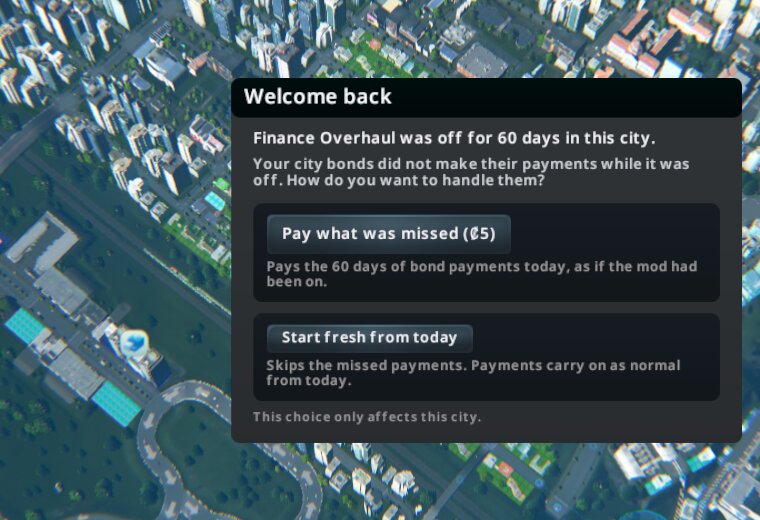 Welcome back
Finance Overhaul was off for 60 days in this city.
Your city bonds did not make their payments while it was
off. How do you want to handle them?
Pay what was missed (₡5)
Pays the 60 days of bond payments today, as if the mod had
been on.
Start fresh from today
Skips the missed payments. Payments carry on as normal
from today.
This choice only affects this city.